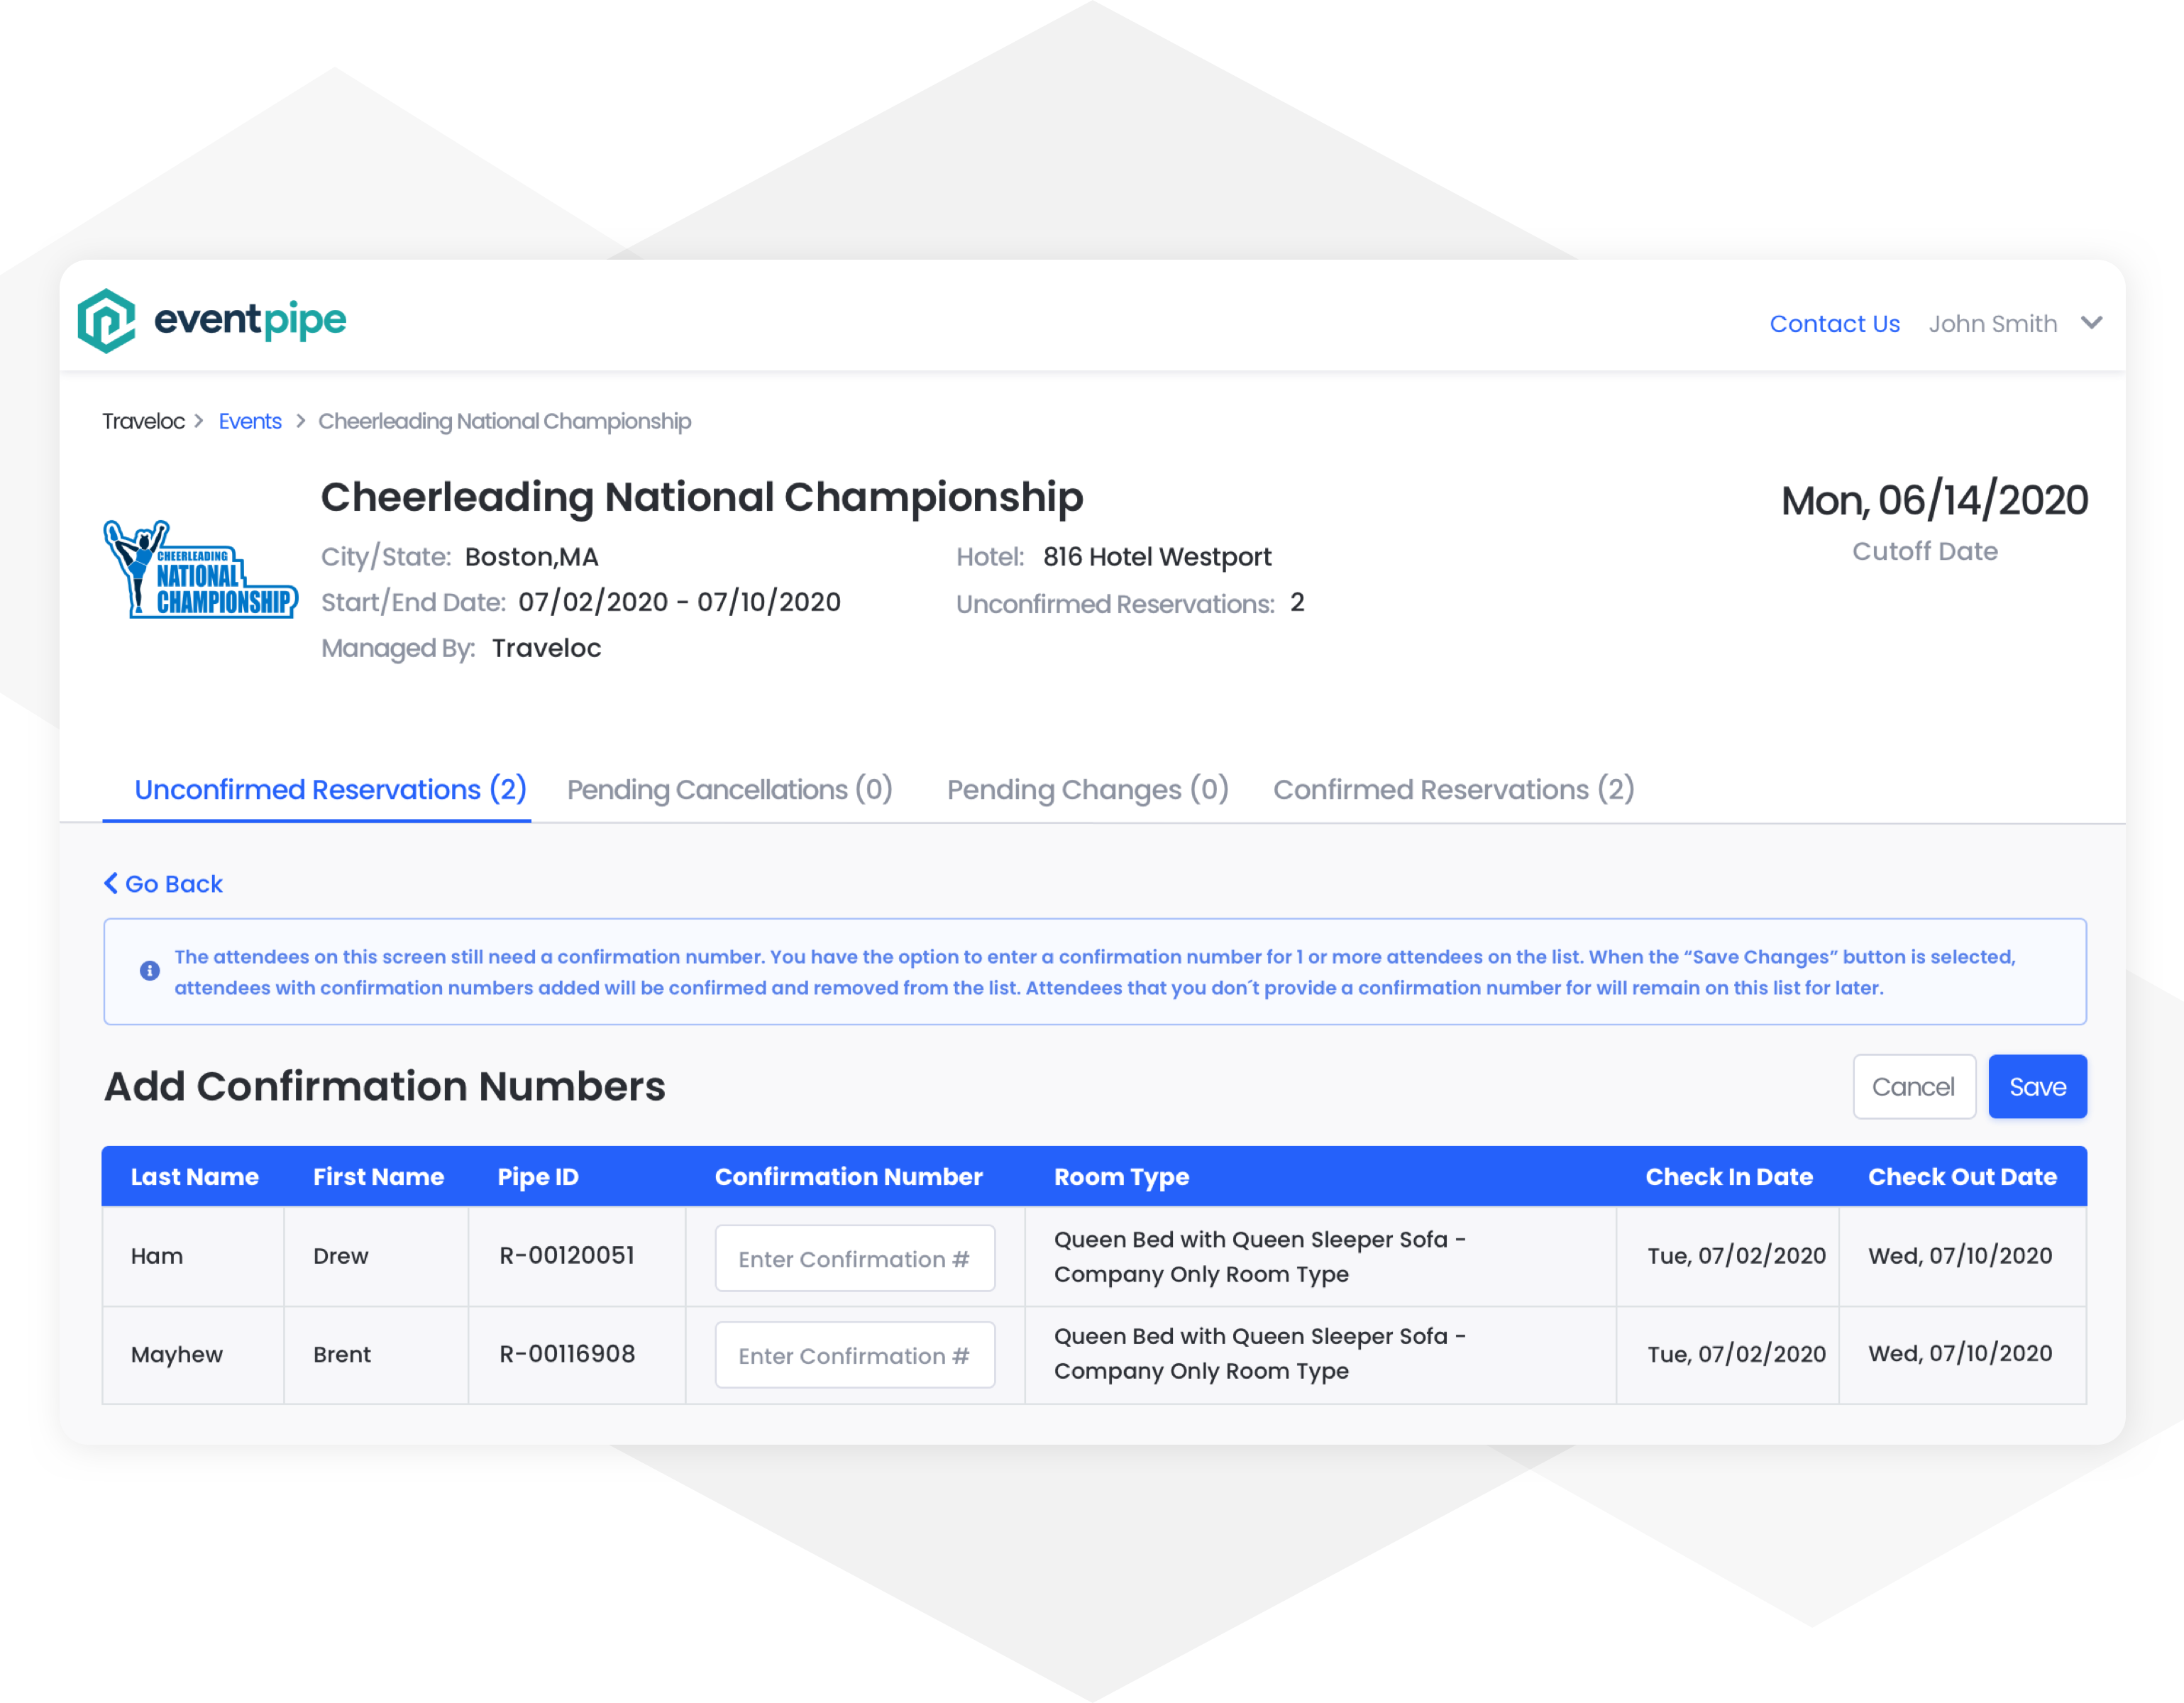 eventpipe
Contact Us John Smith
Traveloc > Events > Cheerleading National Championship
Cheerleading National Championship
Mon, 06/14/2020
Cutoff Date
CHEERLEADING
NATIONAL
CHAMPIONSHIP
City/State: Boston,MA
Hotel: 816 Hotel Westport
Start/End Date: 07/02/2020 - 07/10/2020
Unconfirmed Reservations: 2
Managed By: Traveloc
Unconfirmed Reservations (2) Pending Cancellations (0) Pending Changes (0) Confirmed Reservations (2)
Go Back
The attendees on this screen still need a confirmation number. You have the option to enter a confirmation number for 1 or more attendees on the list. When the “Save Changes” button is selected,
attendees with confirmation numbers added will be confirmed and removed from the list. Attendees that you don´t provide a confirmation number for will remain on this list for later.
Add Confirmation Numbers
Cancel Save
Last Name First Name Pipe ID Confirmation Number Room Type Check In Date Check Out Date
Ham Drew R-00120051 Enter Confirmation # Queen Bed with Queen Sleeper Sofa -
Company Only Room Type
Tue, 07/02/2020 Wed, 07/10/2020
Mayhew Brent R-00116908 Enter Confirmation # Queen Bed with Queen Sleeper Sofa -
Company Only Room Type
Tue, 07/02/2020 Wed, 07/10/2020